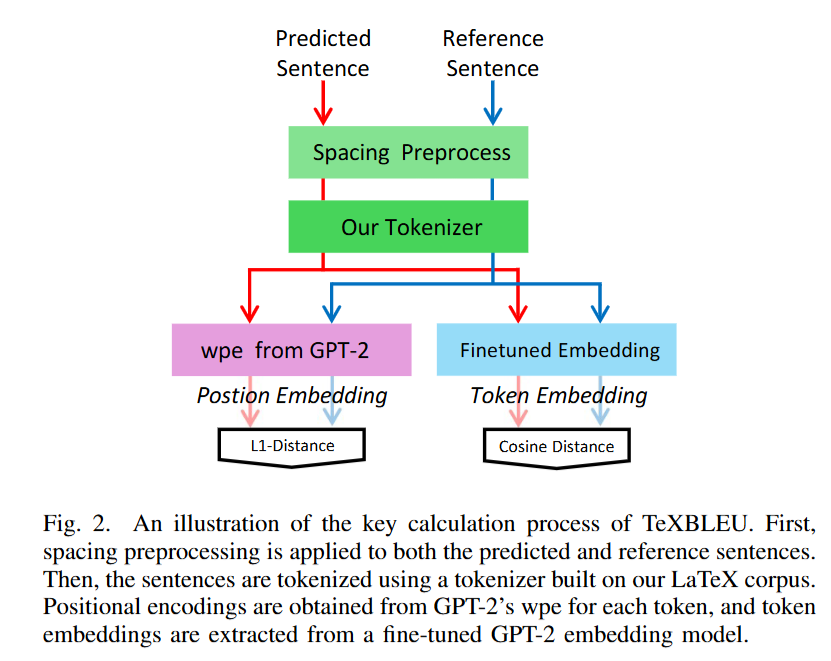 Predicted Sentence
Reference Sentence
Spacing Preprocess
Our Tokenizer
wpe from GPT-2
Finetuned Embedding
Postion Embedding
Token Embedding
L1-Distance
Cosine Distance
Fig. 2. An illustration of the key calculation process of TeXBLEU. First,
spacing preprocessing is applied to both the predicted and reference sentences.
Then, the sentences are tokenized using a tokenizer built on our LaTeX corpus.
Positional encodings are obtained from GPT-2's wpe for each token, and token
embeddings are extracted from a fine-tuned GPT-2 embedding model.